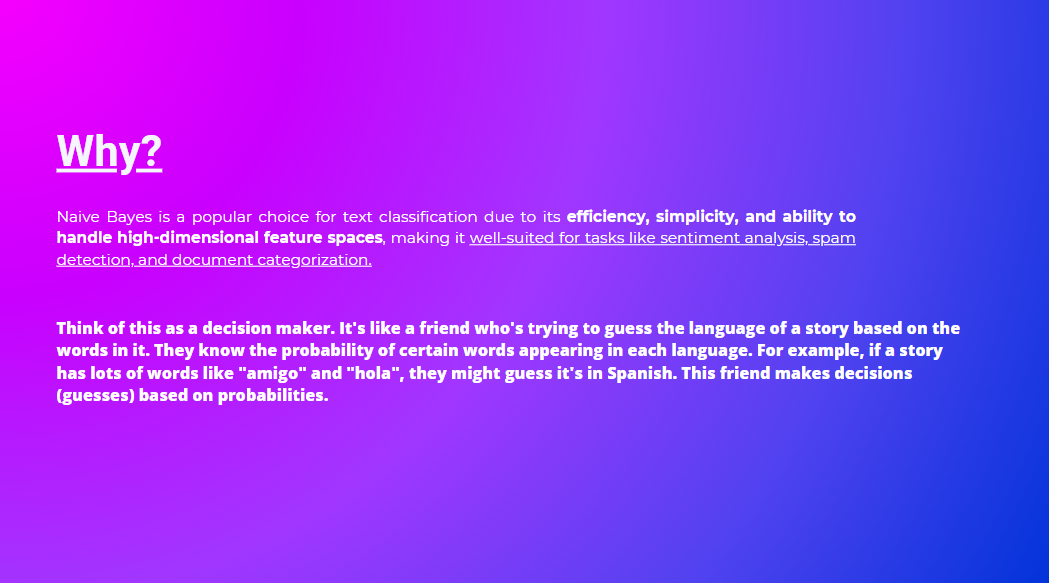 Why?
Naive Bayes is a popular choice for text classification due to its efficiency, simplicity, and ability to
handle high-dimensional feature spaces, making it well-suited for tasks like sentiment analysis, spam
detection, and document categorization.
Think of this as a decision maker. It's like a friend who's trying to guess the language of a story based on the
words in it. They know the probability of certain words appearing in each language. For example, if a story
has lots of words like "amigo" and "hola", they might guess it's in Spanish. This friend makes decisions
(guesses) based on probabilities.